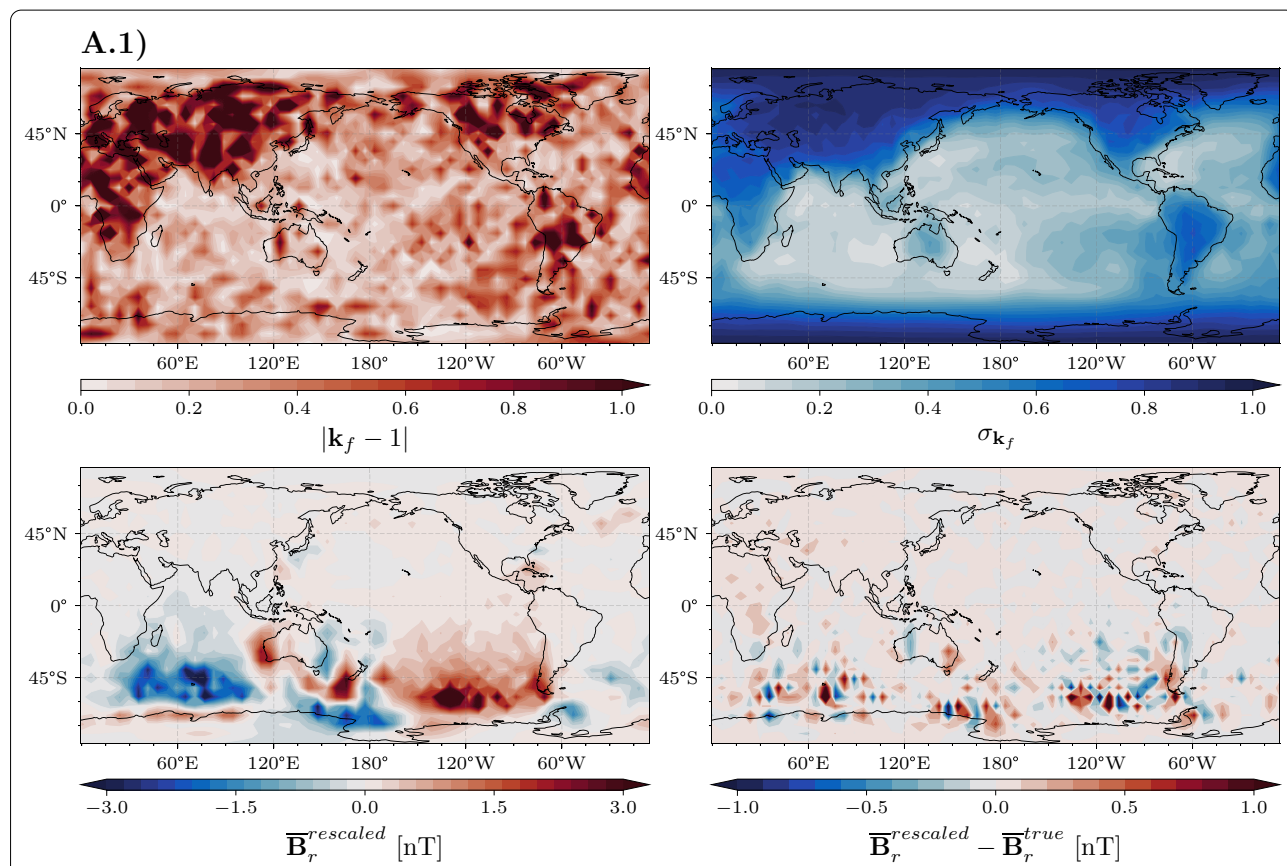 A.1)
45°N
0°
45°S
60°E 120°E 180° 120°W 60°W
0.0 0.2 0.4 0.6 0.8 1.0
|k_f − 1|
45°N
0°
45°S
60°E 120°E 180° 120°W 60°W
0.0 0.2 0.4 0.6 0.8 1.0
σ_k_f
45°N
0°
45°S
60°E 120°E 180° 120°W 60°W
−3.0 −1.5 0.0 1.5 3.0
B̅_r^rescaled [nT]
45°N
0°
45°S
60°E 120°E 180° 120°W 60°W
−1.0 −0.5 0.0 0.5 1.0
B̅_r^rescaled − B̅_r^true [nT]